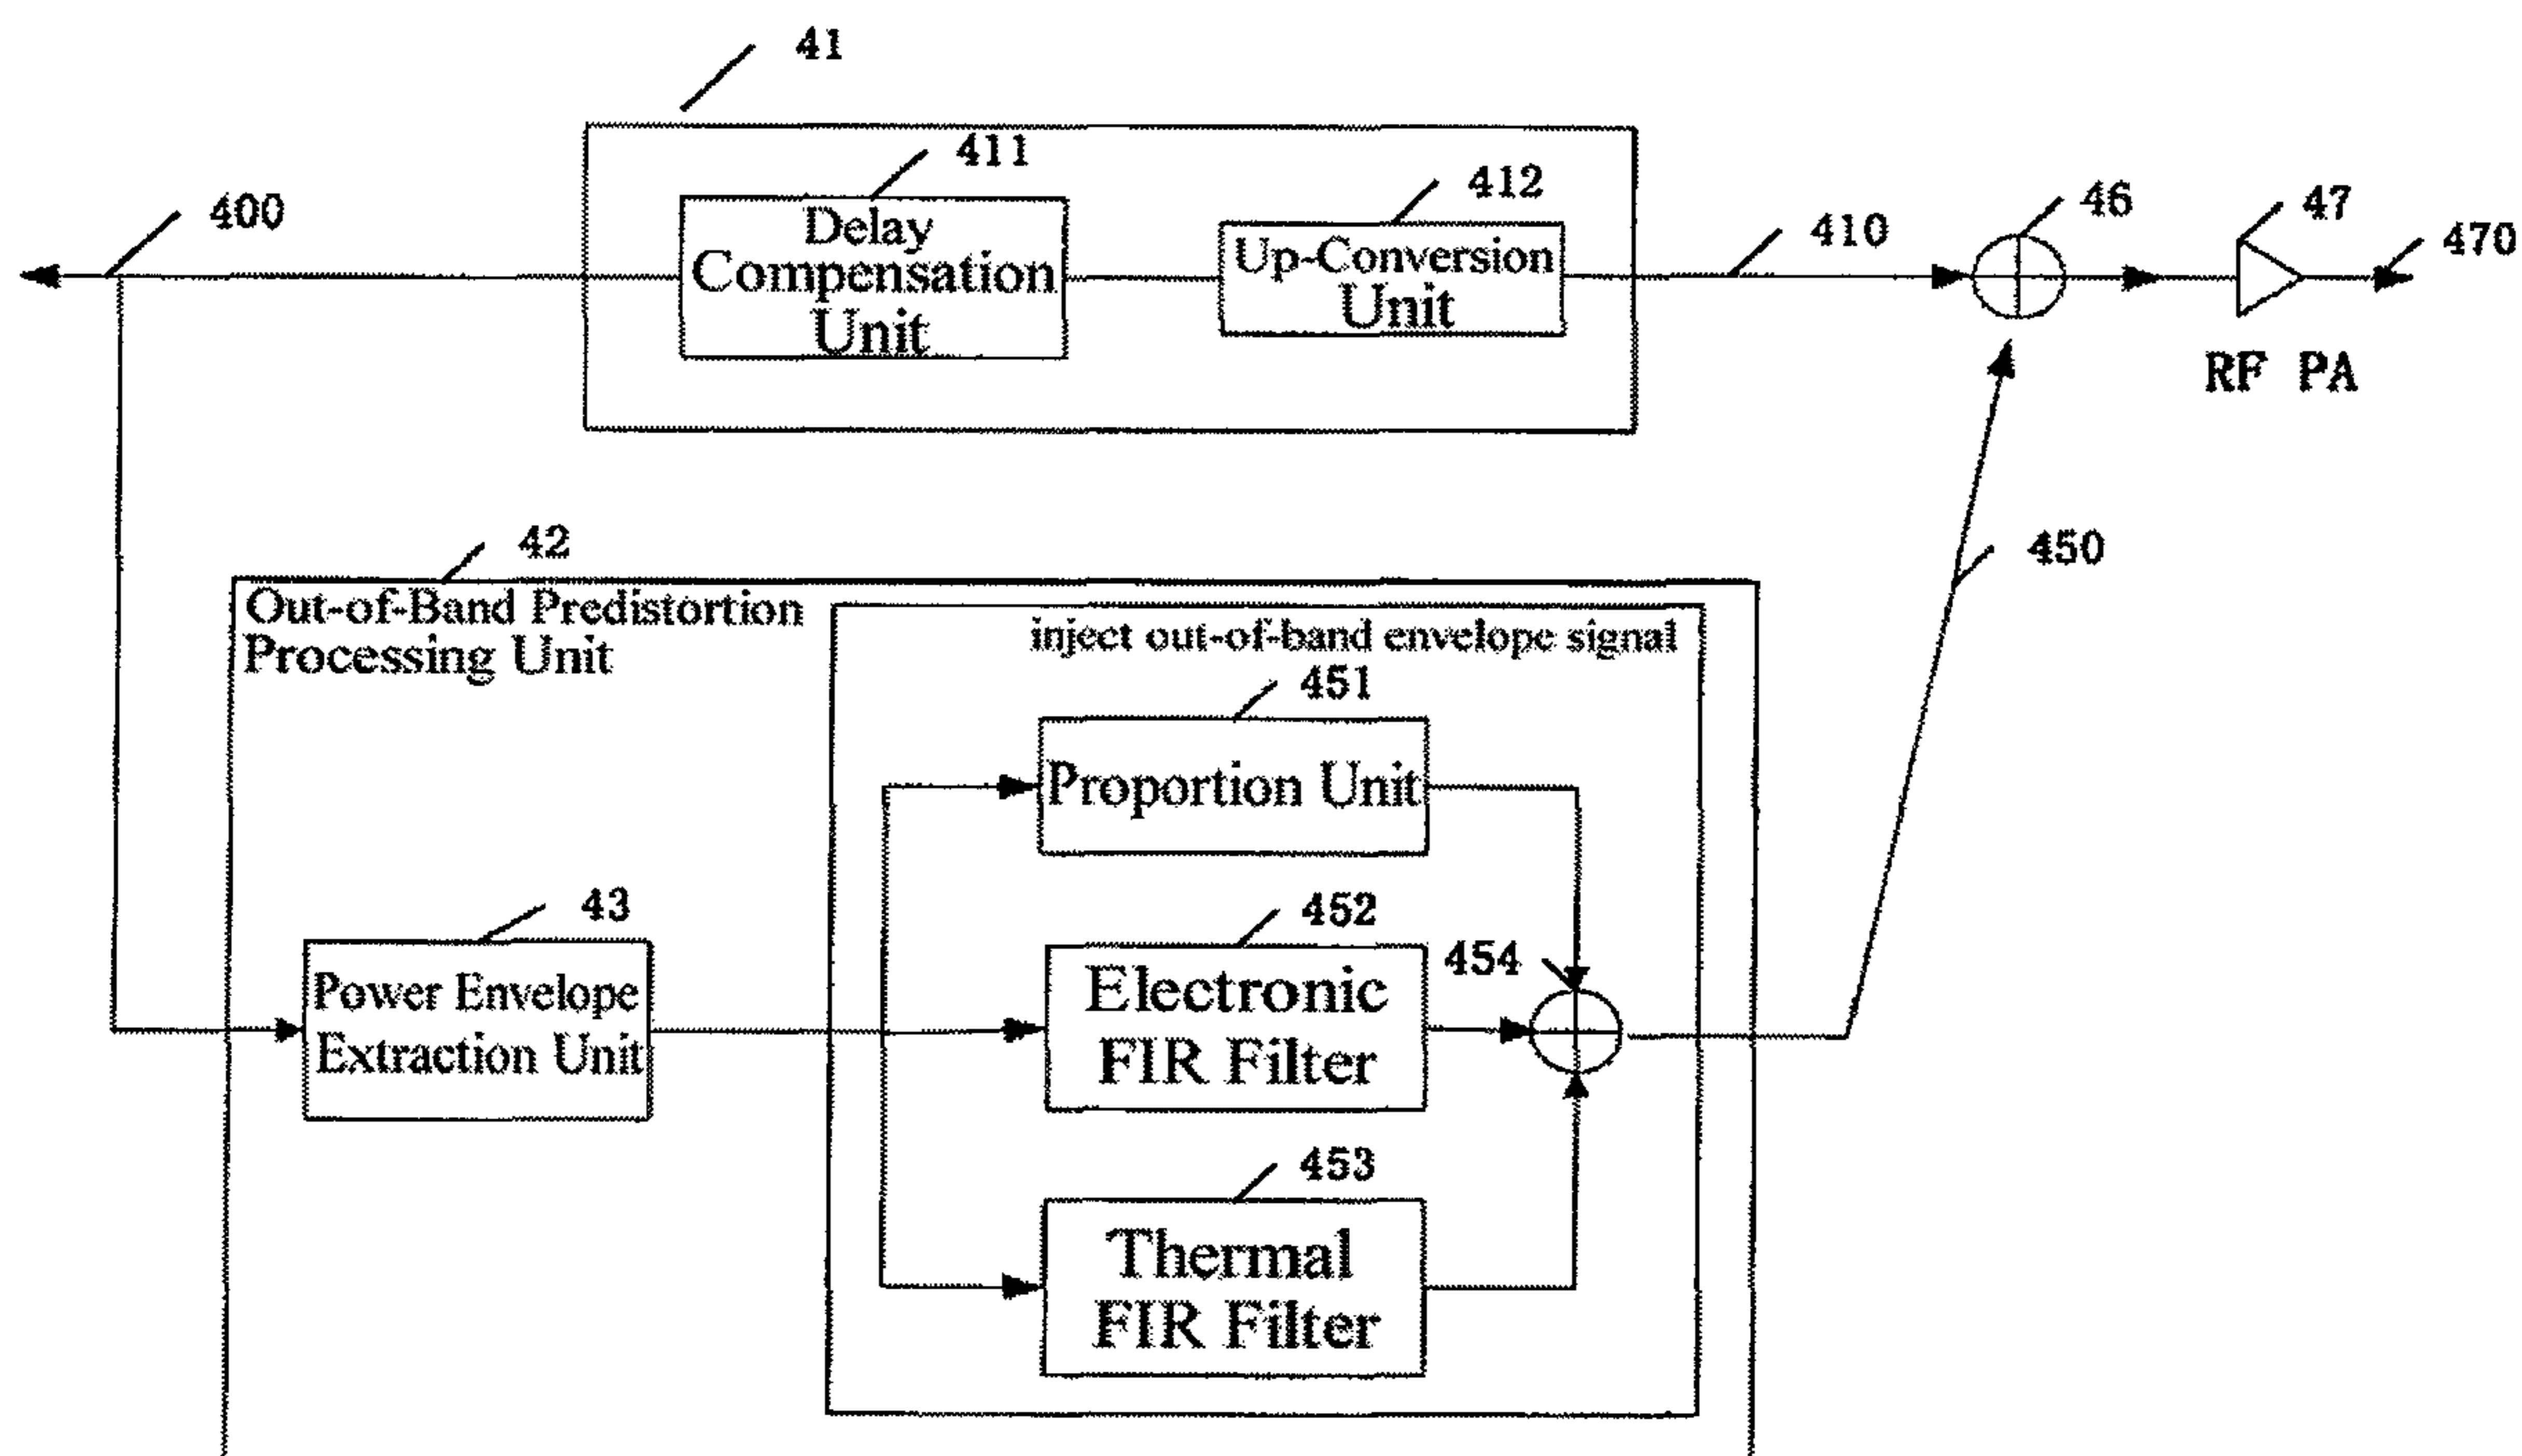 41
411
Delay
Compensation
Unit
412
Up-Conversion
Unit
400
410
46
47
470
RF PA
450
42
Out-of-Band Predistortion
Processing Unit
inject out-of-band envelope signal
451
Proportion Unit
43
Power Envelope
Extraction Unit
452
Electronic
FIR Filter
454
453
Thermal
FIR Filter